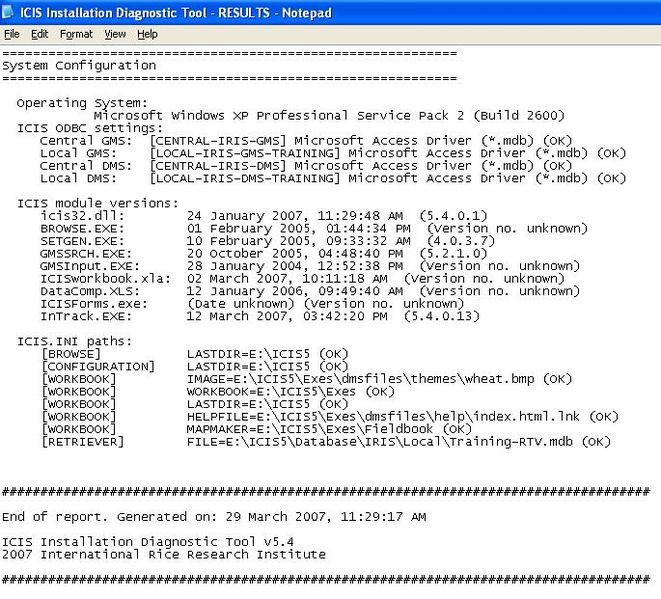 ICIS Installation Diagnostic Tool - RESULTS - Notepad
File Edit Format View Help
==========================================================
System Configuration
==========================================================
Operating System:
Microsoft Windows XP Professional Service Pack 2 (Build 2600)
ICIS ODBC settings:
Central GMS: [CENTRAL-IRIS-GMS] Microsoft Access Driver (*.mdb) (OK)
Local GMS: [LOCAL-IRIS-GMS-TRAINING] Microsoft Access Driver (*.mdb) (OK)
Central DMS: [CENTRAL-IRIS-DMS] Microsoft Access Driver (*.mdb) (OK)
Local DMS: [LOCAL-IRIS-DMS-TRAINING] Microsoft Access Driver (*.mdb) (OK)
ICIS module versions:
icis32.dll: 24 January 2007, 11:29:48 AM (5.4.0.1)
BROWSE.EXE: 01 February 2005, 01:44:34 PM (Version no. unknown)
SETGEN.EXE: 10 February 2005, 09:33:32 AM (4.0.3.7)
GMSSRCH.EXE: 20 October 2005, 04:48:40 PM (5.2.1.0)
GMSInput.EXE: 28 January 2004, 12:52:38 PM (Version no. unknown)
ICISworkbook.xla: 02 March 2007, 10:11:18 AM (Version no. unknown)
DataComp.XLS: 12 January 2006, 09:49:40 AM (Version no. unknown)
ICISForms.exe: (Date unknown) (Version no. unknown)
InTrack.EXE: 12 March 2007, 03:42:20 PM (5.4.0.13)
ICIS.INI paths:
[BROWSE] LASTDIR=E:\ICIS5 (OK)
[CONFIGURATION] LASTDIR=E:\ICIS5 (OK)
[WORKBOOK] IMAGE=E:\ICIS5\Exes\dmsfiles\themes\wheat.bmp (OK)
[WORKBOOK] WORKBOOK=E:\ICIS5\Exes (OK)
[WORKBOOK] LASTDIR=E:\ICIS5 (OK)
[WORKBOOK] HELPFILE=E:\ICIS5\Exes\dmsfiles\help\index.html.lnk (OK)
[WORKBOOK] MAPMAKER=E:\ICIS5\Exes\Fieldbook (OK)
[RETRIEVER] FILE=E:\ICIS5\Database\IRIS\Local\Training-RTV.mdb (OK)
###################################################################################
End of report. Generated on: 29 March 2007, 11:29:17 AM
ICIS Installation Diagnostic Tool v5.4
2007 International Rice Research Institute
###################################################################################